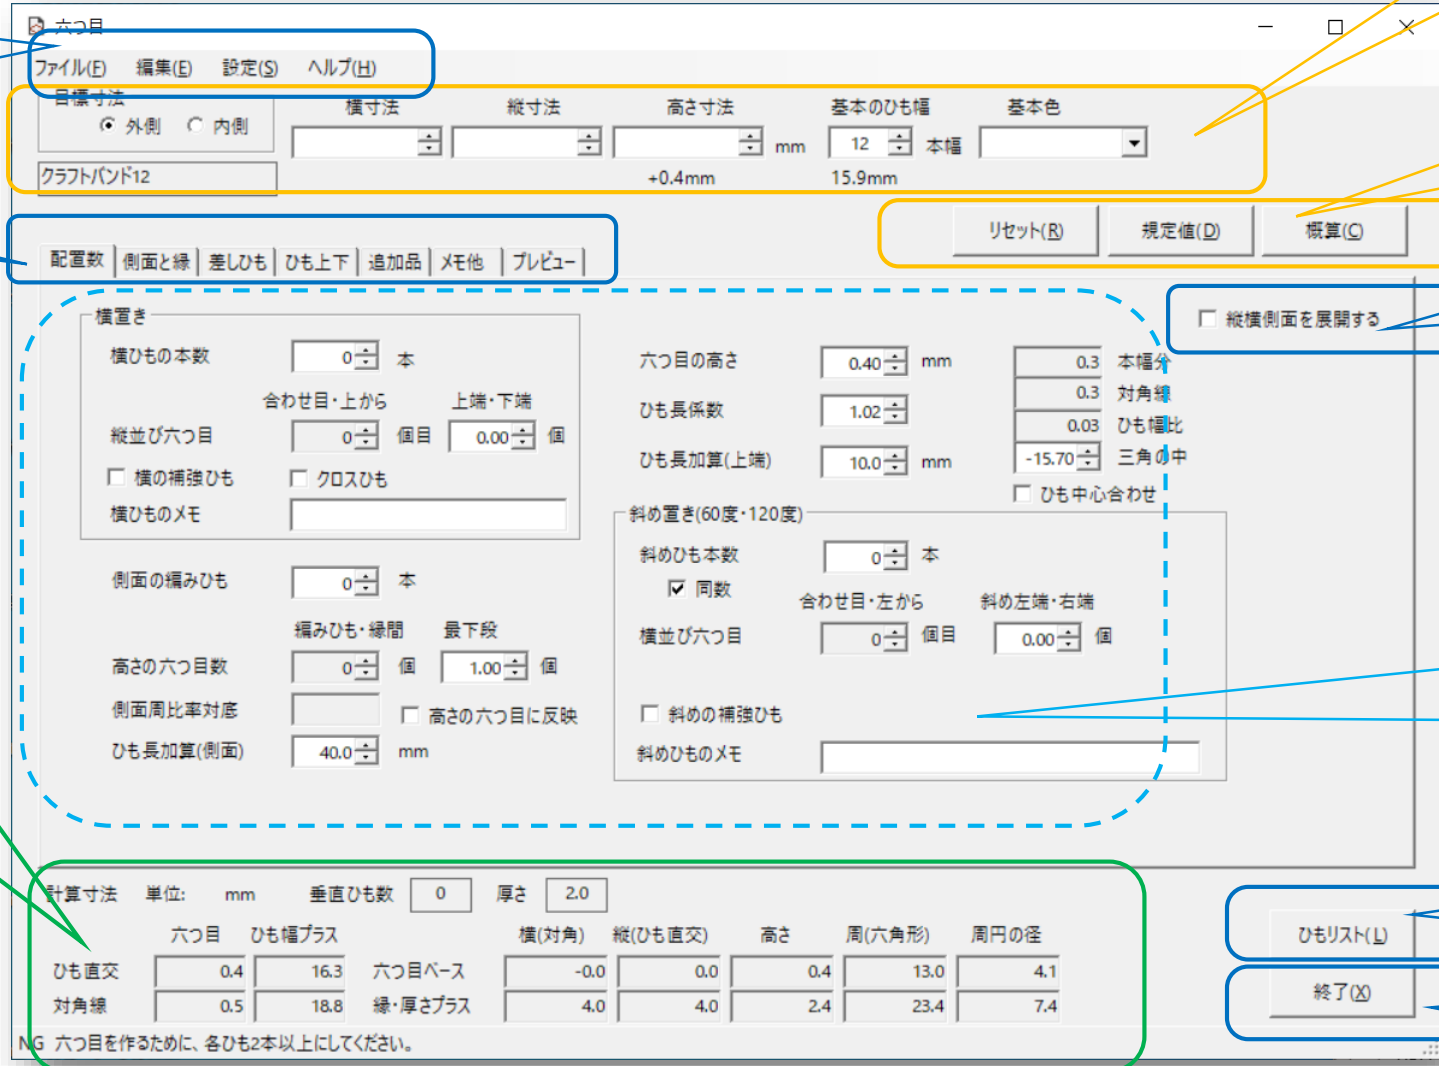 六つ目
ファイル(F) 編集(E) 設定(S) ヘルプ(H)
目標寸法 横寸法 縦寸法 高さ寸法 基本のひも幅 基本色
外側 内側 mm 12 本幅
クラフトバンド12 +0.4mm 15.9mm
リセット(R) 規定値(D) 概算(C)
配置数 側面と縁 差しひも ひも上下 追加品 メモ他 プレビュー
縦横側面を展開する
横置き
横ひもの本数 0 本
合わせ目・上から 上端・下端
縦並び六つ目 0 個目 0.00 個
横の補強ひも クロスひも
横ひものメモ
六つ目の高さ 0.40 mm 0.3 本幅分
0.3 対角線
ひも長係数 1.02 0.03 ひも幅比
ひも長加算(上端) 10.0 mm -15.70 三角の中
ひも中心合わせ
斜め置き(60度・120度)
斜めひも本数 0 本
同数
合わせ目・左から 斜め左端・右端
横並び六つ目 0 個目 0.00 個
斜めの補強ひも
斜めひものメモ
側面の編みひも 0 本
編みひも・縁間 最下段
高さの六つ目数 0 個 1.00 個
側面周比率対底 高さの六つ目に反映
ひも長加算(側面) 40.0 mm
計算寸法 単位: mm 垂直ひも数 0 厚さ 2.0
六つ目 ひも幅プラス 横(対角) 縦(ひも直交) 高さ 周(六角形) 周円の径
ひも直交 0.4 16.3 六つ目ベース -0.0 0.0 0.4 13.0 4.1
対角線 0.5 18.8 縁・厚さプラス 4.0 4.0 2.4 23.4 7.4
ひもリスト(L)
終了(X)
NG 六つ目を作るために、各ひも2本以上にしてください。